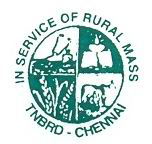 IN SERVICE OF RURAL MASS
TNBRD - CHENNAI